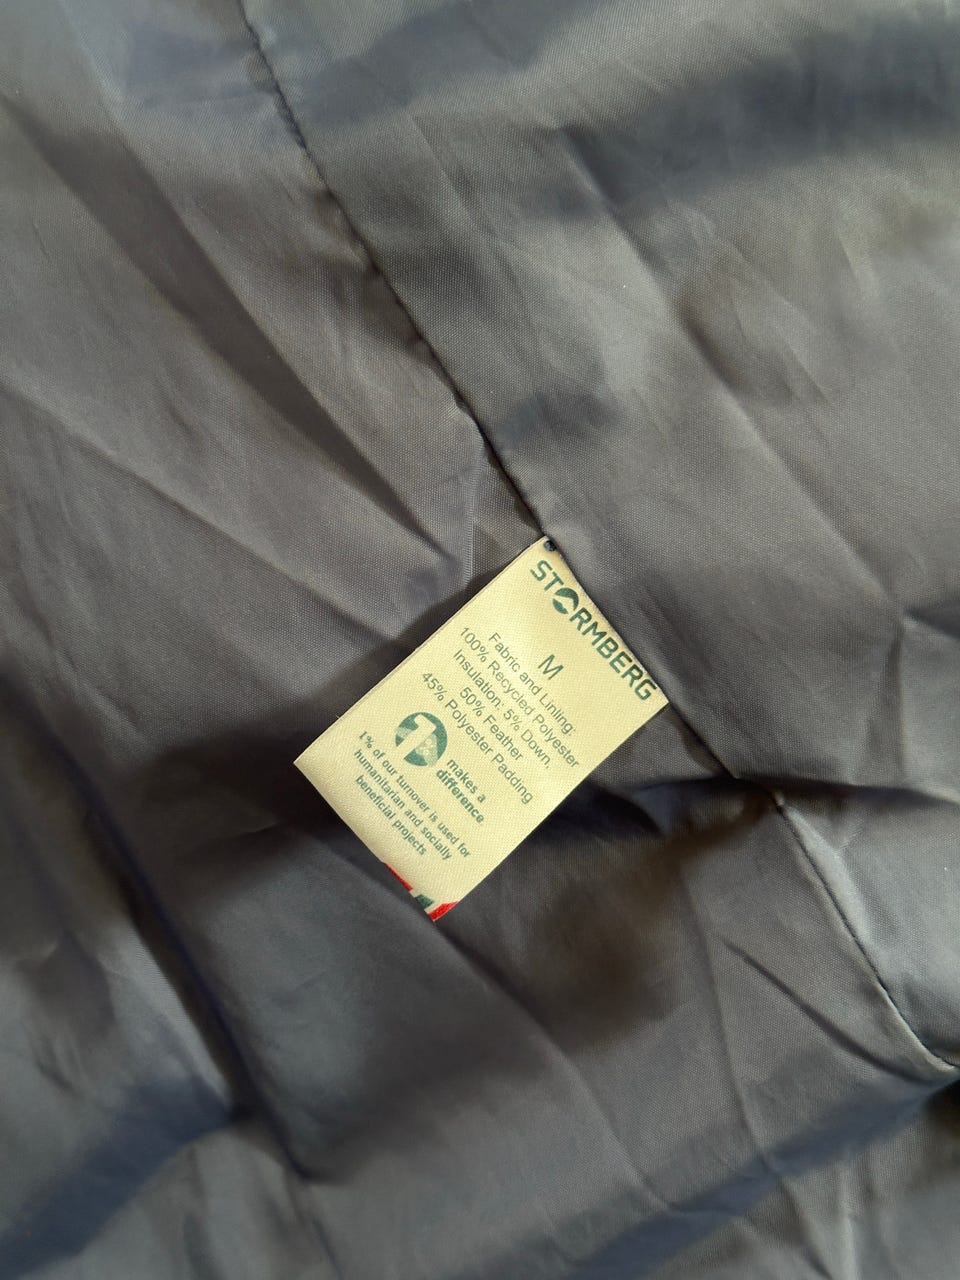 STORMBERG
M
Fabric and Linling:
100% Recycled Polyester
Insulation: 5% Down,
50% Feather
45% Polyester Padding
1%
makes a
difference
1% of our turnover is used for
humanitarian and socially
beneficial projects